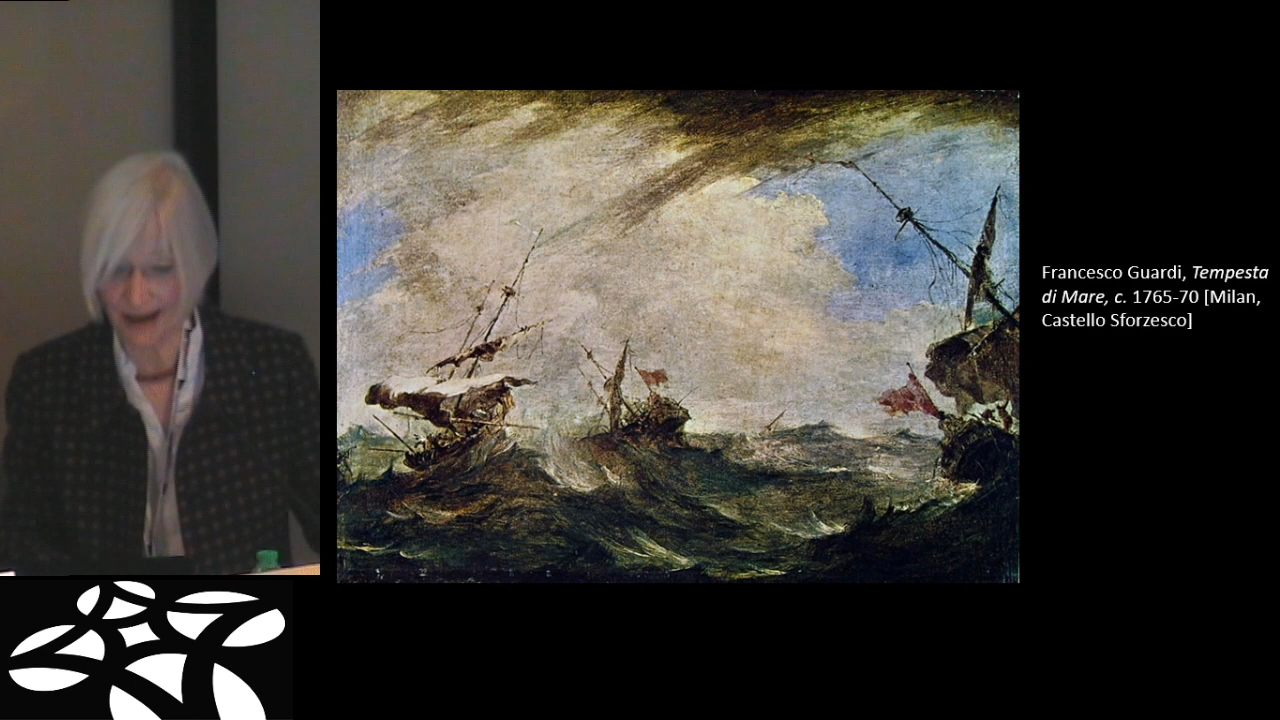 Francesco Guardi, Tempesta
di Mare, c. 1765-70 [Milan,
Castello Sforzesco]